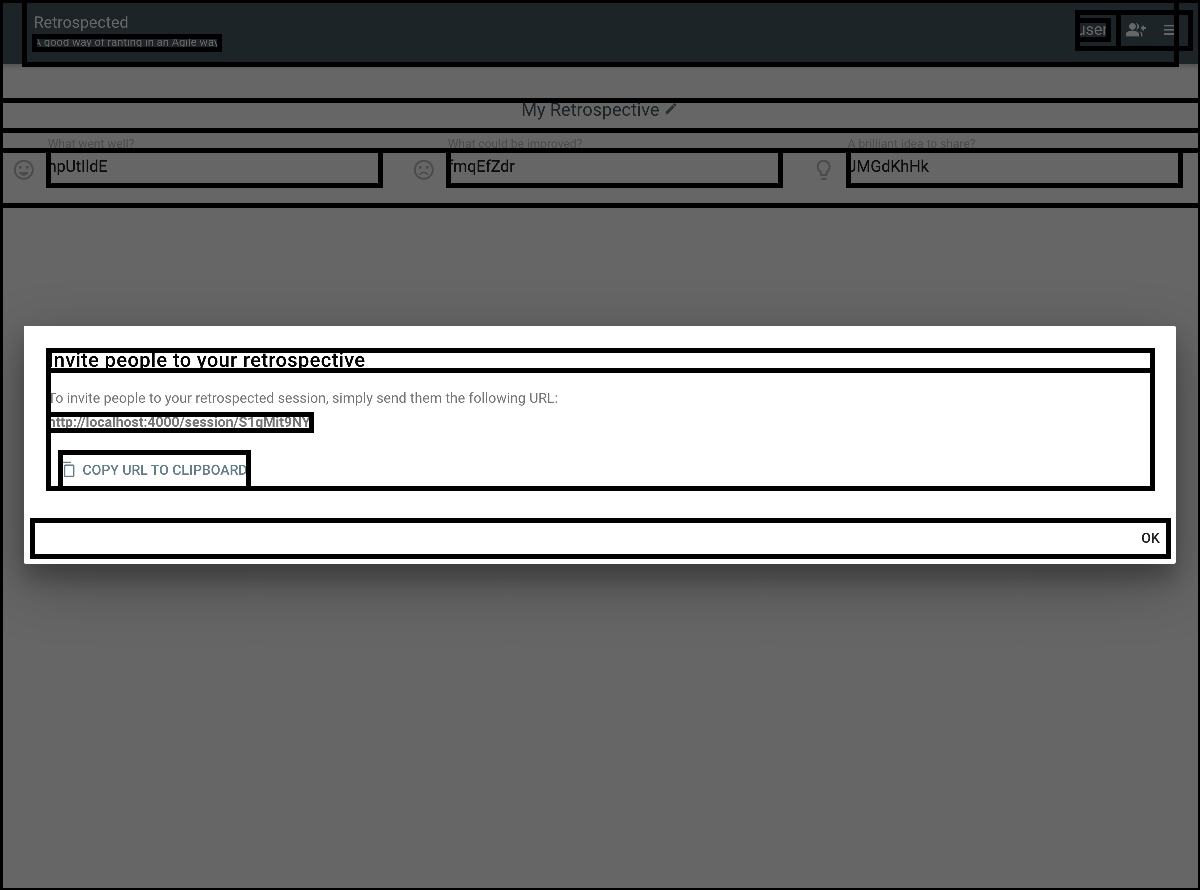 Retrospected
A good way of ranting in an Agile way
user
My Retrospective
What went well?
What could be improved?
A brilliant idea to share?
fmqEfZdr
JMGdKhHk
Invite people to your retrospective
To invite people to your retrospected session, simply send them the following URL:
http://localhost:4000/session/S1gMit9NY
COPY URL TO CLIPBOARD
OK